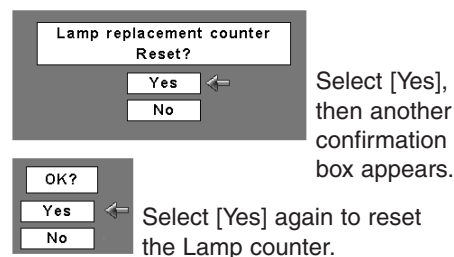 Lamp replacement counter
Reset?
Yes
No
Select [Yes],
then another
confirmation
box appears.
OK?
Yes
No
Select [Yes] again to reset
the Lamp counter.